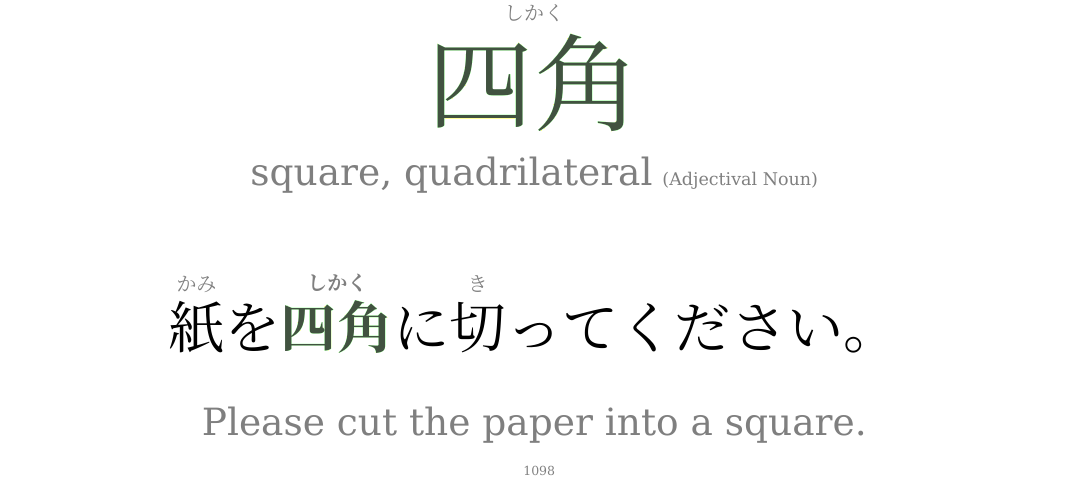 しかく
四角
square, quadrilateral (Adjectival Noun)
かみ しかく き
紙を四角に切ってください。
Please cut the paper into a square.
1098